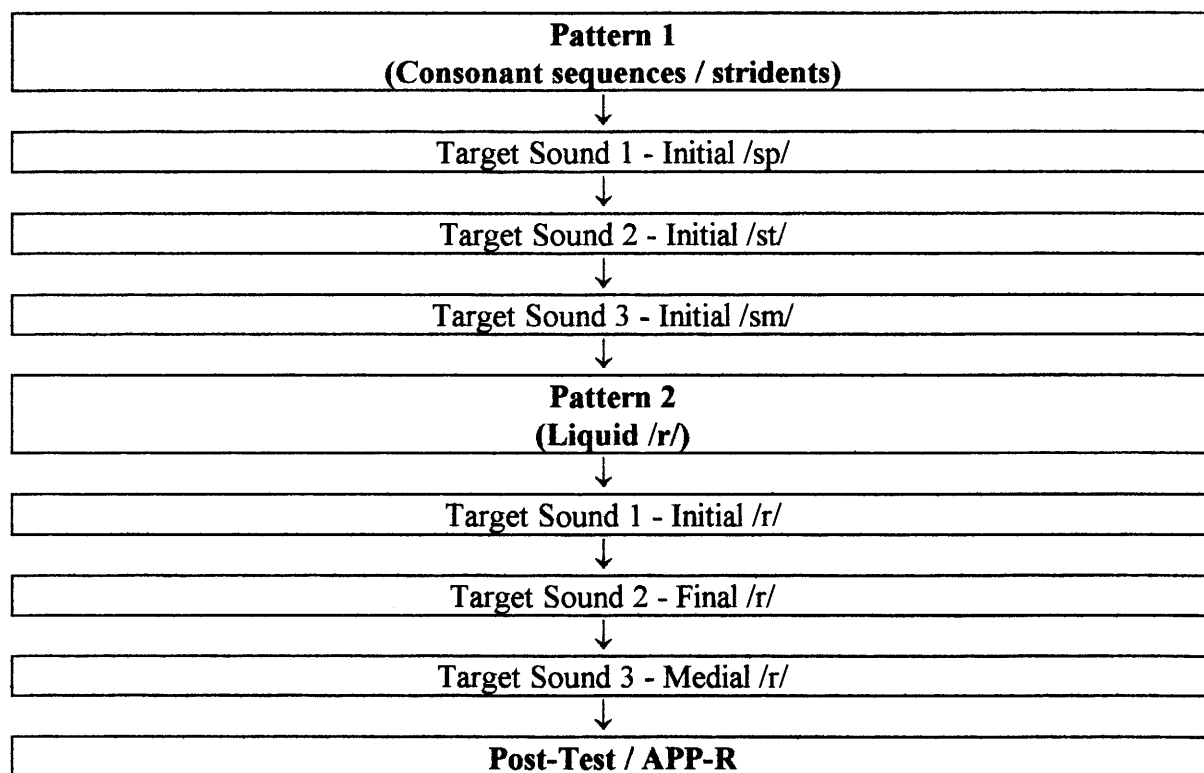 Pattern 1
(Consonant sequences / stridents)
Target Sound 1 - Initial /sp/
Target Sound 2 - Initial /st/
Target Sound 3 - Initial /sm/
Pattern 2
(Liquid /r/)
Target Sound 1 - Initial /r/
Target Sound 2 - Final /r/
Target Sound 3 - Medial /r/
Post-Test / APP-R